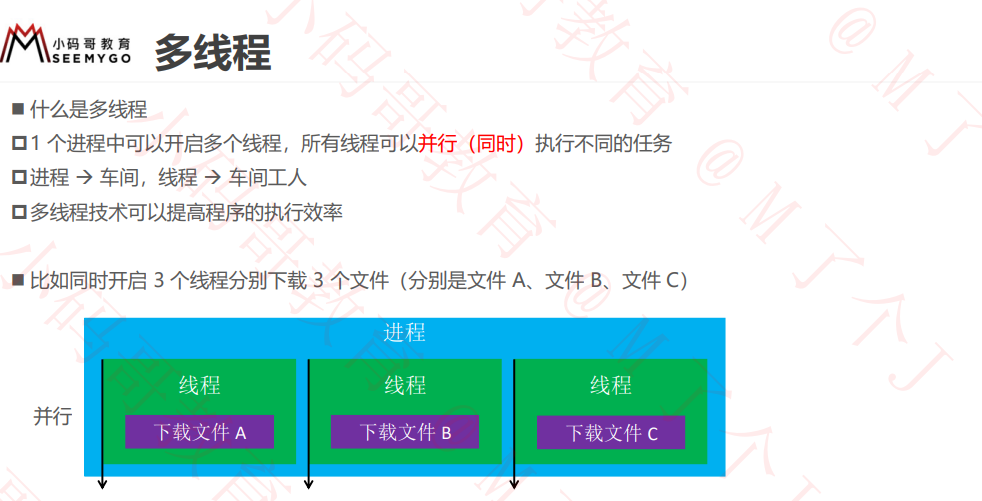 小码哥教育
SEEMYGO
多线程
■ 什么是多线程
◻ 1 个进程中可以开启多个线程，所有线程可以并行（同时）执行不同的任务
◻ 进程 → 车间，线程 → 车间工人
◻ 多线程技术可以提高程序的执行效率
■ 比如同时开启 3 个线程分别下载 3 个文件（分别是文件 A、文件 B、文件 C）
进程
线程 线程 线程
并行
下载文件 A 下载文件 B 下载文件 C
小码哥教育 @M了个J